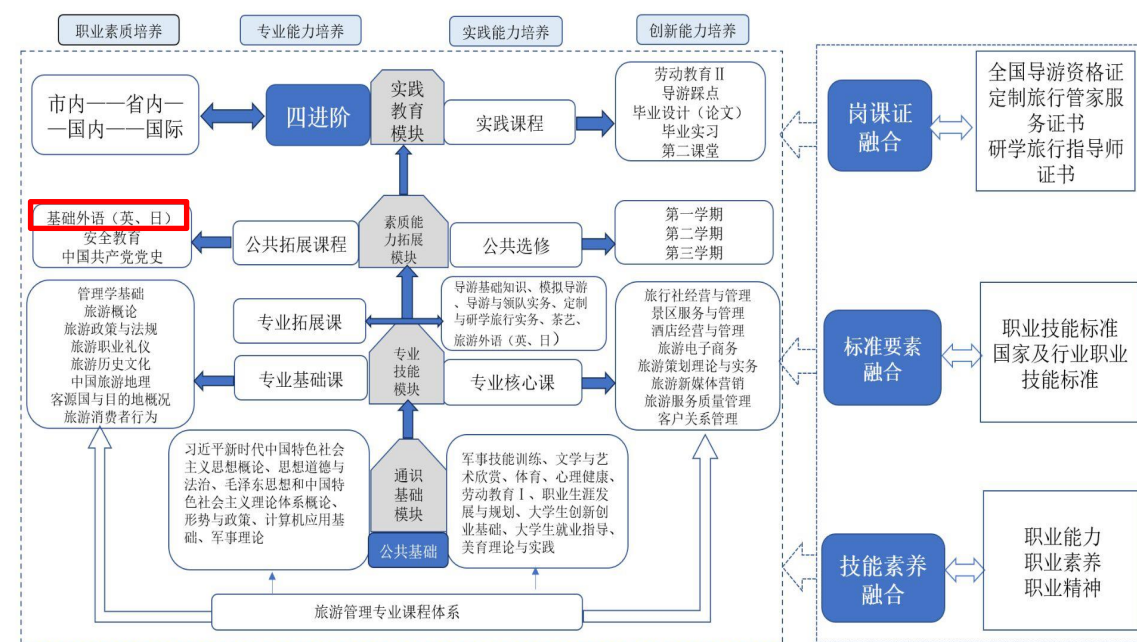 职业素质培养
专业能力培养
实践能力培养
创新能力培养
市内——省内—
—国内——国际
四进阶
实践
教育
模块
实践课程
劳动教育Ⅱ
导游踩点
毕业设计（论文）
毕业实习
第二课堂
岗课证
融合
全国导游资格证
定制旅行管家服
务证书
研学旅行指导师
证书
基础外语（英、日）
安全教育
中国共产党党史
公共拓展课程
素质能
力拓展
模块
公共选修
第一学期
第二学期
第三学期
管理学基础
旅游概论
旅游政策与法规
旅游职业礼仪
旅游历史文化
中国旅游地理
客源国与目的地概况
旅游消费者行为
专业拓展课
导游基础知识、模拟导游
、导游与领队实务、定制
与研学旅行实务、茶艺、
旅游外语（英、日）
专业基础课
专业
技能
模块
专业核心课
旅行社经营与管理
景区服务与管理
酒店经营与管理
旅游电子商务
旅游策划理论与实务
旅游新媒体营销
旅游服务质量管理
客户关系管理
标准要素
融合
职业技能标准
国家及行业职业
技能标准
习近平新时代中国特色社会
主义思想概论、思想道德与
法治、毛泽东思想和中国特
色社会主义理论体系概论、
形势与政策、计算机应用基
础、军事理论
通识
基础
模块
公共基础
军事技能训练、文学与艺
术欣赏、体育、心理健康、
劳动教育Ⅰ、职业生涯发
展与规划、大学生创新创
业基础、大学生就业指导、
美育理论与实践
技能素养
融合
职业能力
职业素养
职业精神
旅游管理专业课程体系